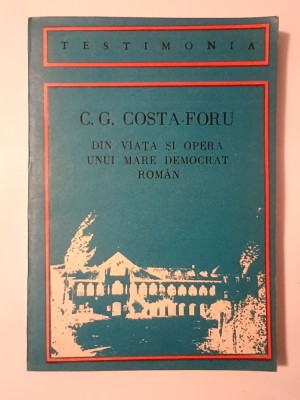 TESTIMONIA
C. G. COSTA-FORU
DIN VIAȚA ȘI OPERA
UNUI MARE DEMOCRAT
ROMÂN